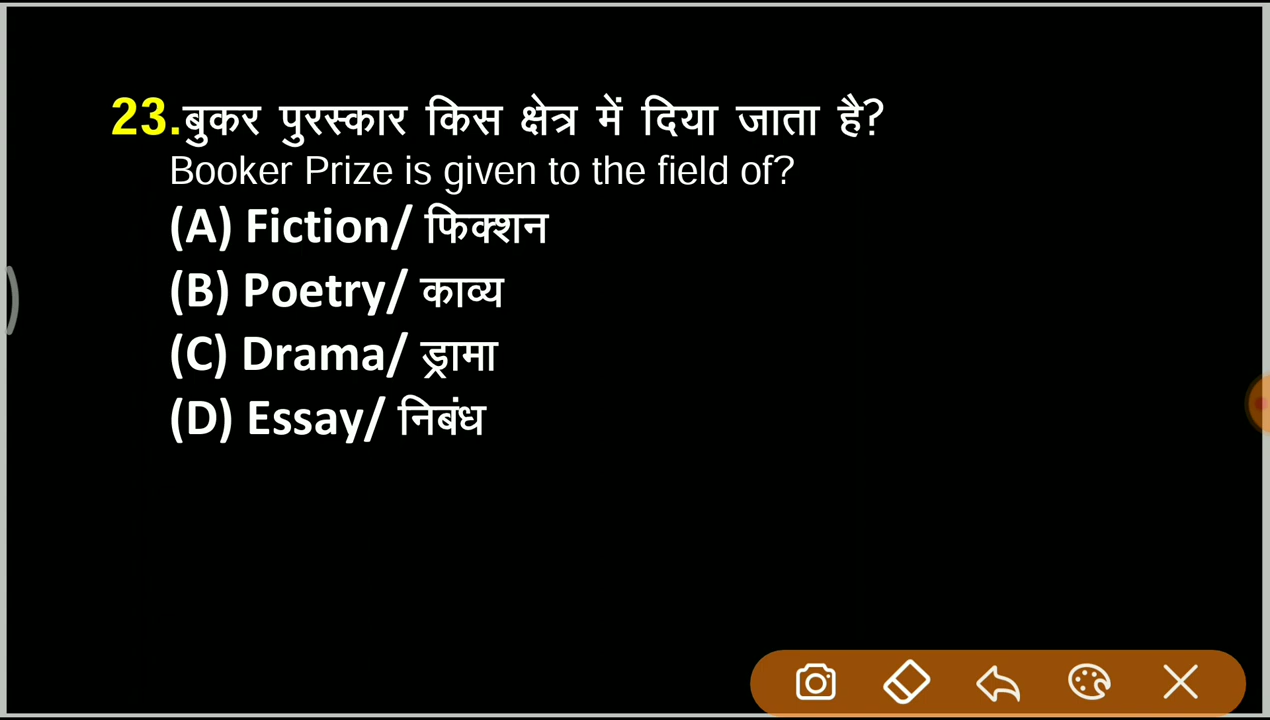 23.बुकर पुरस्कार किस क्षेत्र में दिया जाता है?
Booker Prize is given to the field of?
(A) Fiction/ फिक्शन
(B) Poetry/ काव्य
(C) Drama/ ड्रामा
(D) Essay/ निबंध